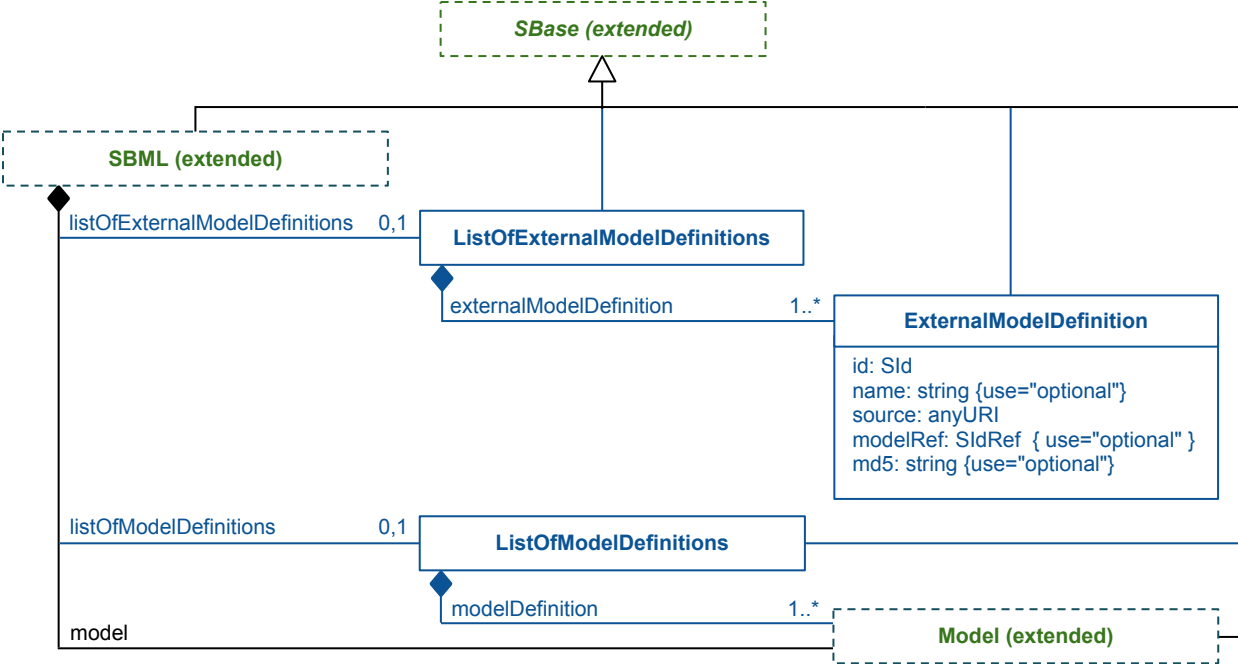 SBase (extended)
SBML (extended)
listOfExternalModelDefinitions 0,1
ListOfExternalModelDefinitions
externalModelDefinition 1..*
ExternalModelDefinition
id: SId
name: string {use="optional"}
source: anyURI
modelRef: SIdRef { use="optional" }
md5: string {use="optional"}
listOfModelDefinitions 0,1
ListOfModelDefinitions
modelDefinition 1..*
model
Model (extended)